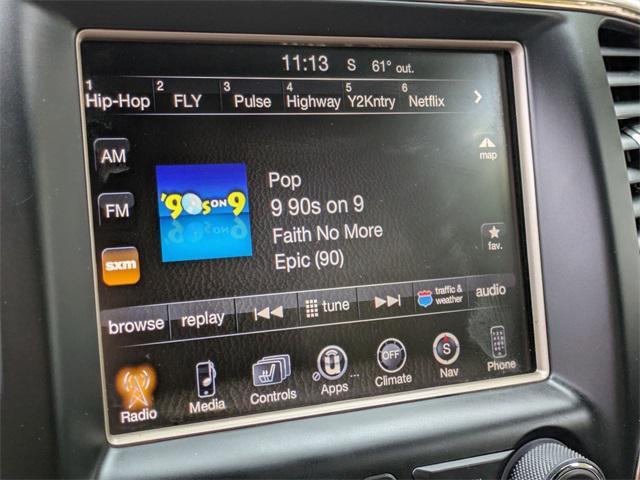 11:13 S 61° out.
1 Hip-Hop 2 FLY 3 Pulse 4 Highway 5 Y2Kntry 6 Netflix
AM
map
'90s ON 9
Pop
9 90s on 9
FM
Faith No More
fav.
sxm
Epic (90)
browse replay tune traffic & weather audio
OFF S
Radio Media Controls Apps ... Climate Nav Phone